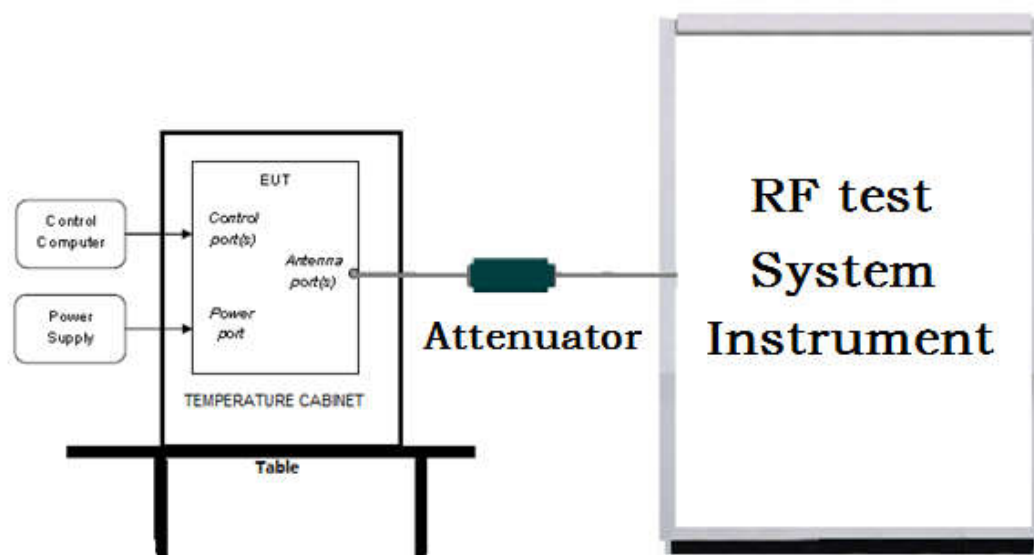 Control
Computer
Power
Supply
EUT
Control
port(s)
Antenna
port(s)
Power
port
TEMPERATURE CABINET
Table
Attenuator
RF test
System
Instrument